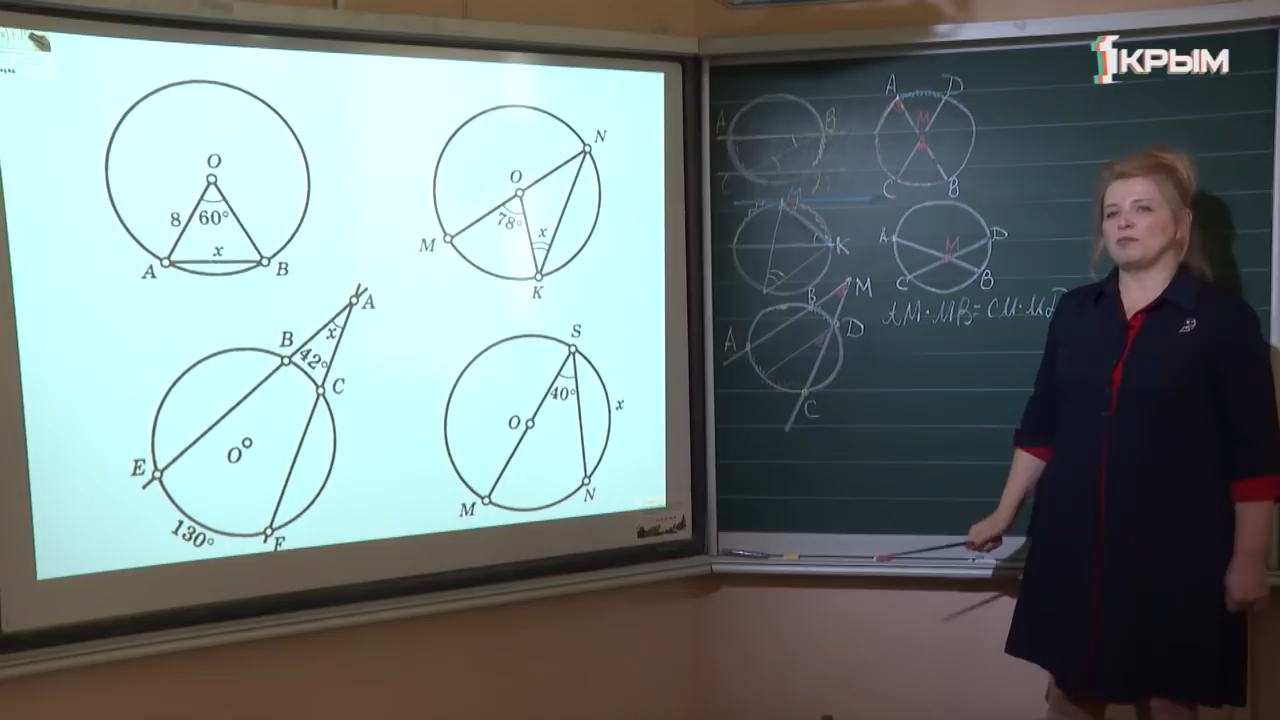 1КРЫМ
O
8
60°
x
A
B
N
O
78°
M
x
K
A
x
B
42°
C
O
E
130°
F
S
40°
O
x
M
N
A
B
C
A
D
M
C
B
M
K
A
D
M
C
B
B
M
D
A
C
AM·MB=CM·MD